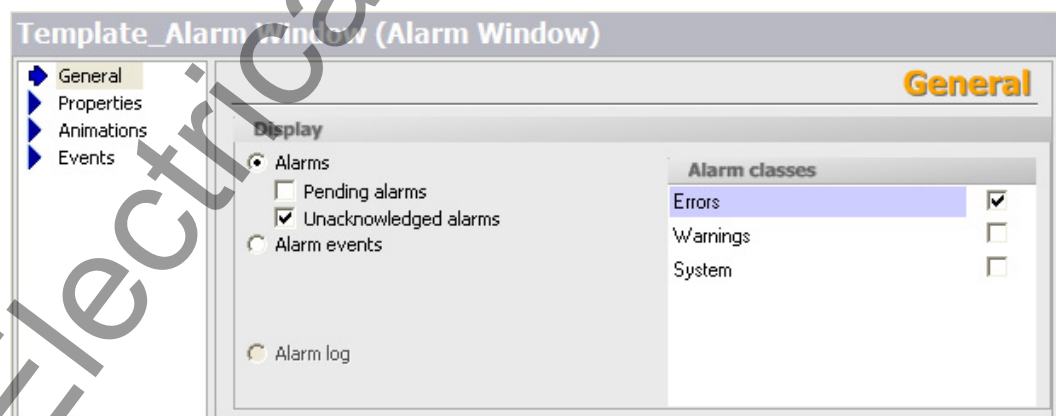 Template_Alarm Window (Alarm Window)
General
Properties
Animations
Events
General
Display
Alarms
Pending alarms
Unacknowledged alarms
Alarm events
Alarm log
Alarm classes
Errors
Warnings
System
Electrica